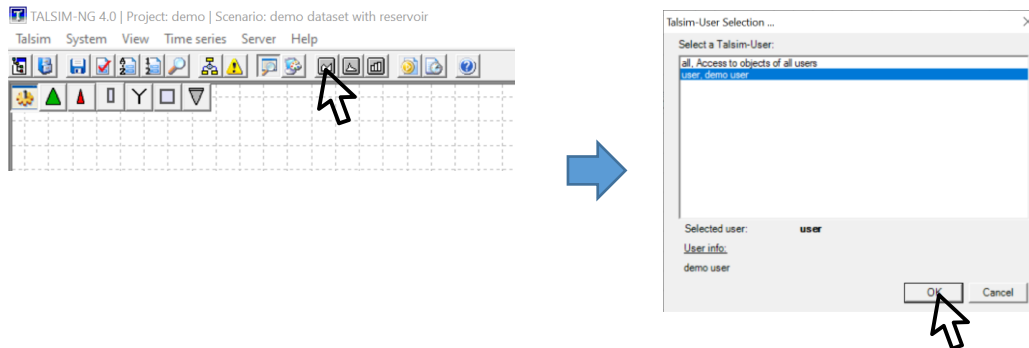 TALSIM-NG 4.0 | Project: demo | Scenario: demo dataset with reservoir
Talsim System View Time series Server Help
Talsim-User Selection ...
Select a Talsim-User:
all, Access to objects of all users
user, demo user
Selected user: user
User info:
demo user
OK Cancel